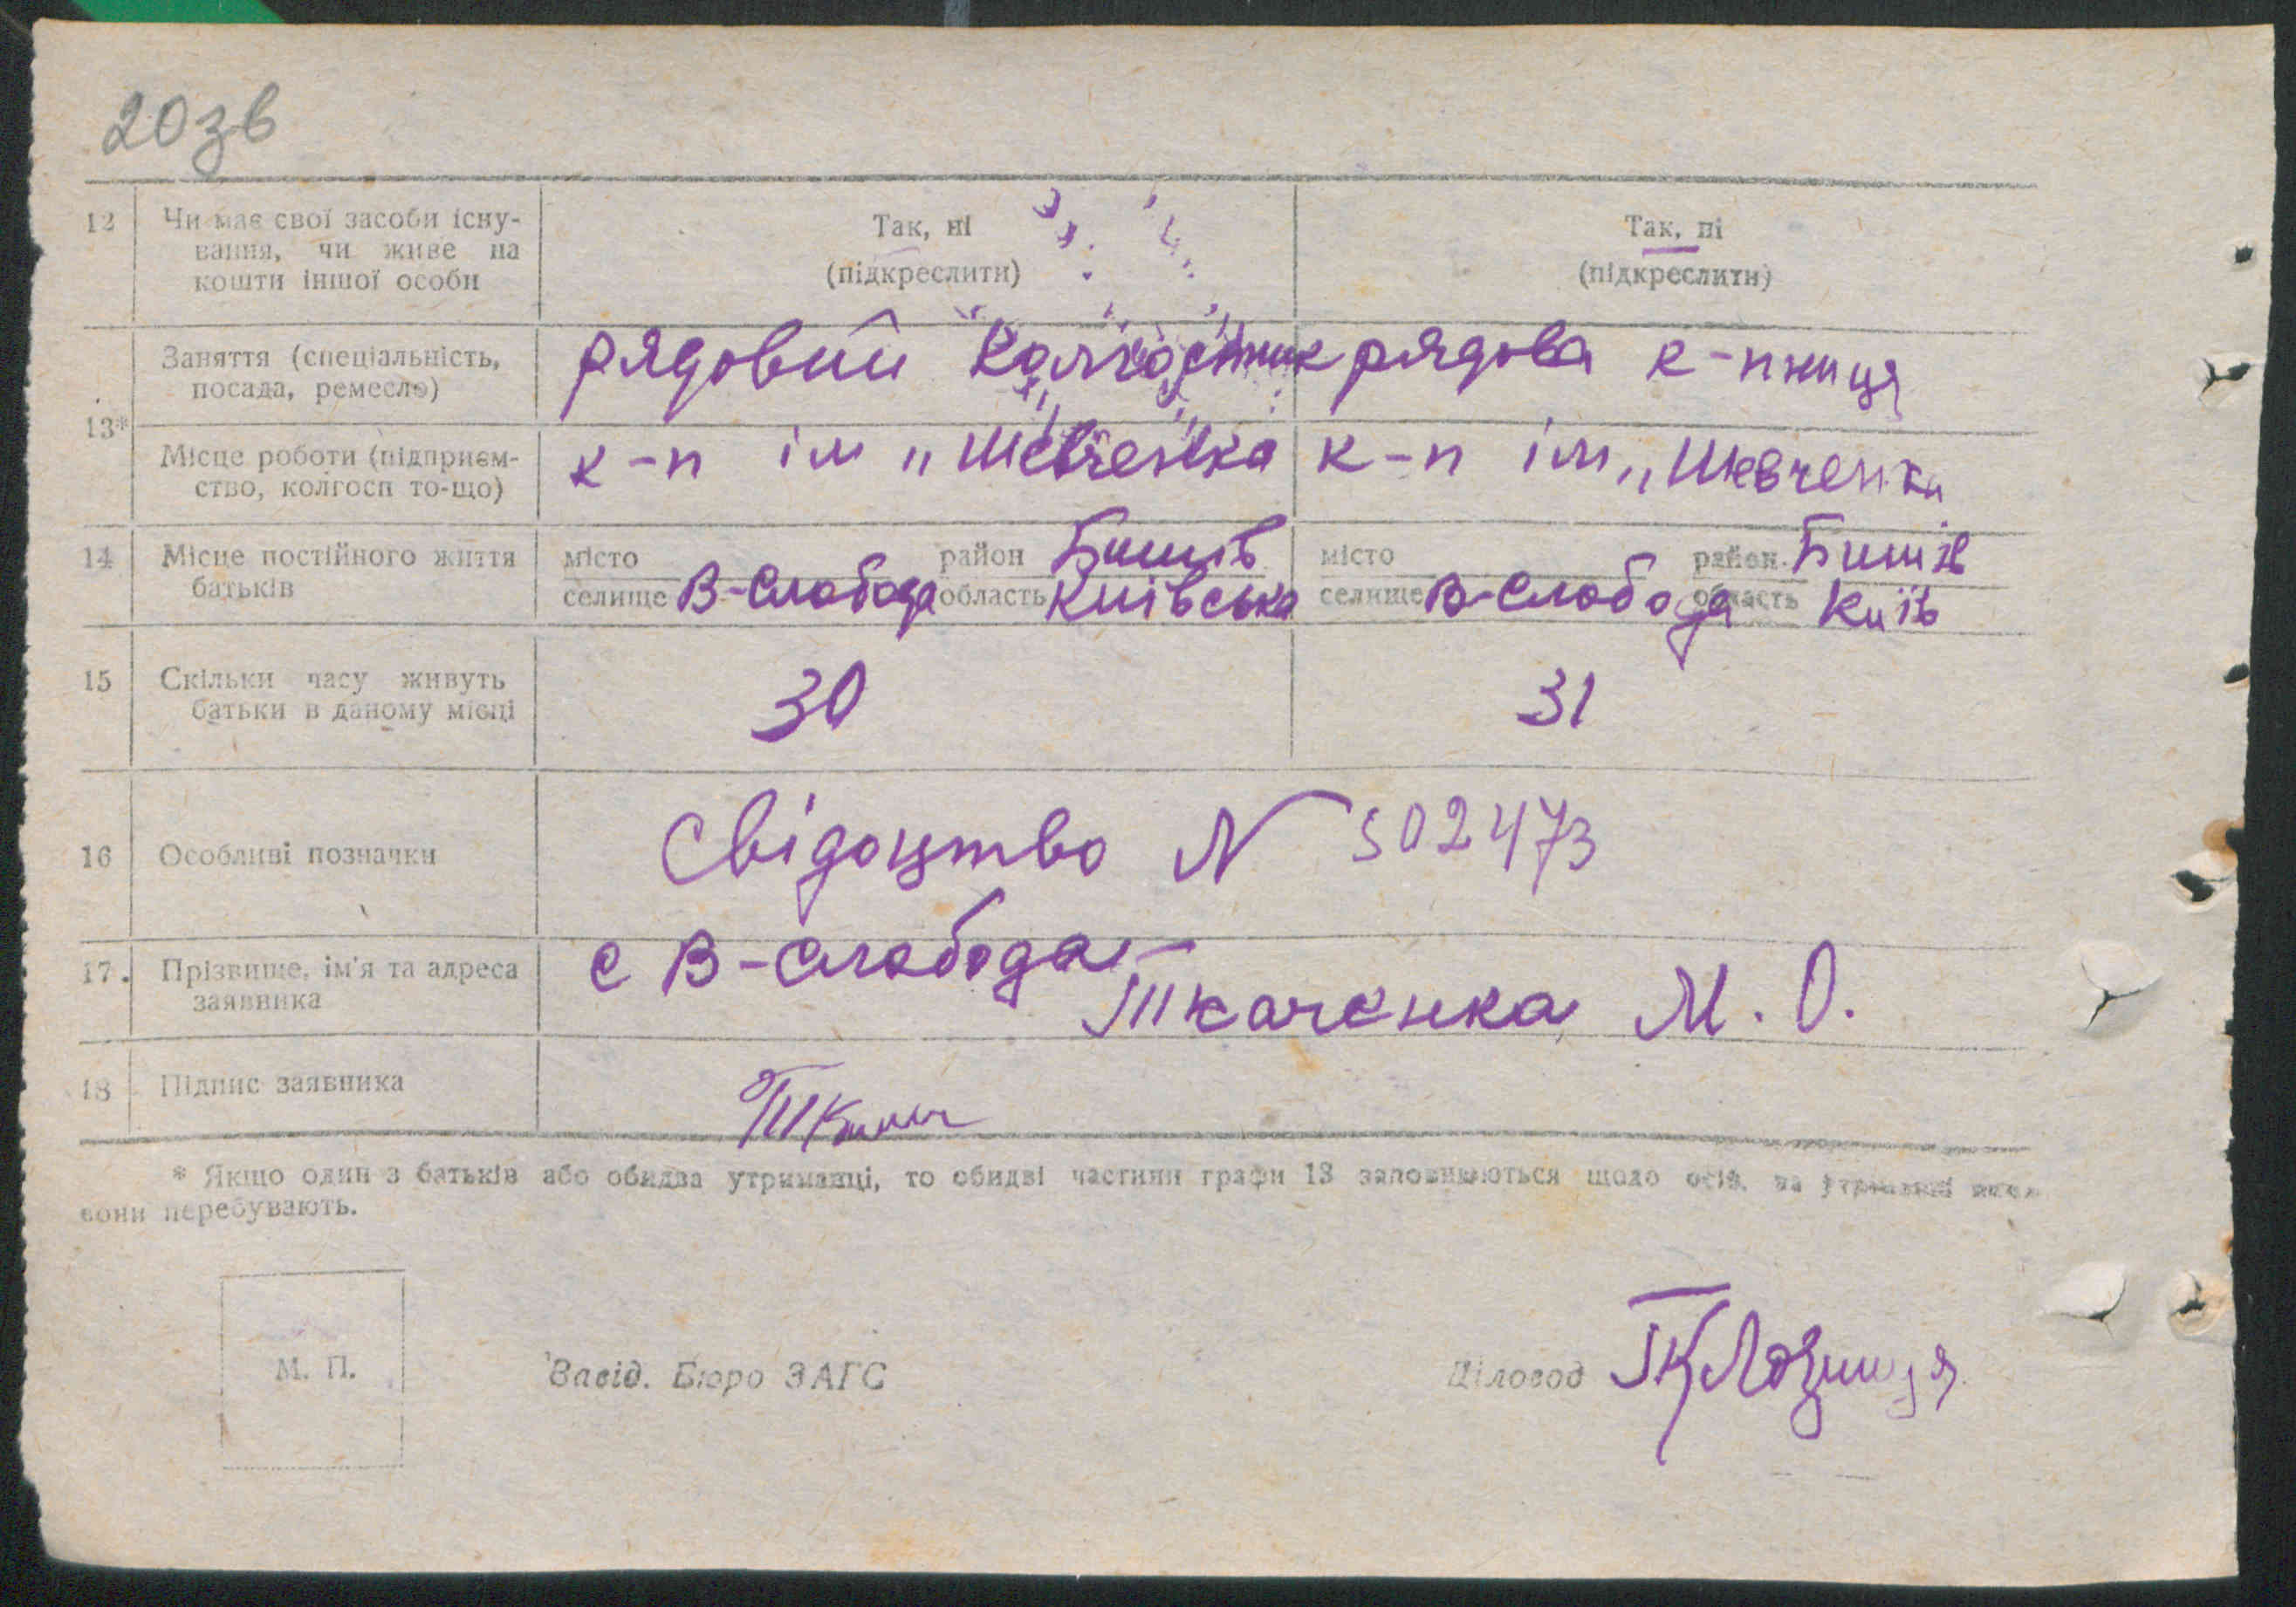 20зв
12 Чи має свої засоби існу- Так, ні Так, ні
вання, чи живе на (підкреслити) (підкреслити)
кошти іншої особи
13* Заняття (спеціальність, рядовий колгоспник рядова к-пниця
посада, ремесло)
Місце роботи (підприєм- к-п ім „Шевченка к-п ім „Шевченка
ство, колгосп то-що)
14 Місце постійного життя місто район Бишів місто район Бишів
батьків селище В-Слобода область Київська селище В-Слобода область Київ
15 Скільки часу живуть 30 31
батьки в даному місці
16 Особливі позначки Свідоцтво N 502473
17. Прізвище, ім'я та адреса с В-Слобода
заявника Ткаченка М. О.
18 Підпис заявника
* Якщо один з батьків або обидва утриманці, то обидві частини графи 13 заповнюються щодо осіб, на утриманні яких
вони перебувають.
М. П. Завід. Бюро ЗАГС Діловод